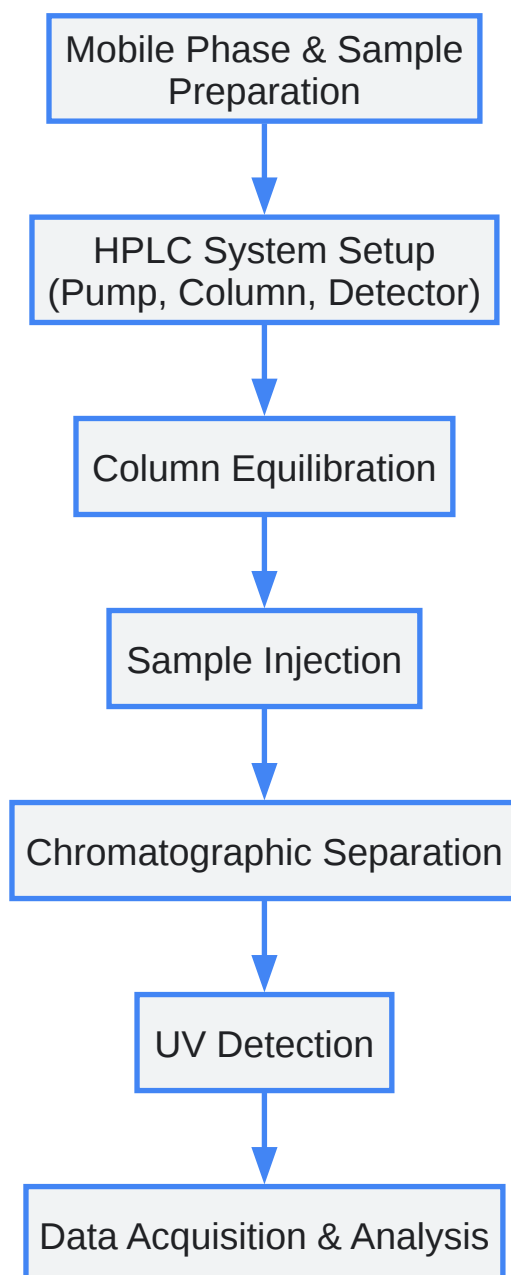 Mobile Phase & Sample
Preparation
HPLC System Setup
(Pump, Column, Detector)
Column Equilibration
Sample Injection
Chromatographic Separation
UV Detection
Data Acquisition & Analysis